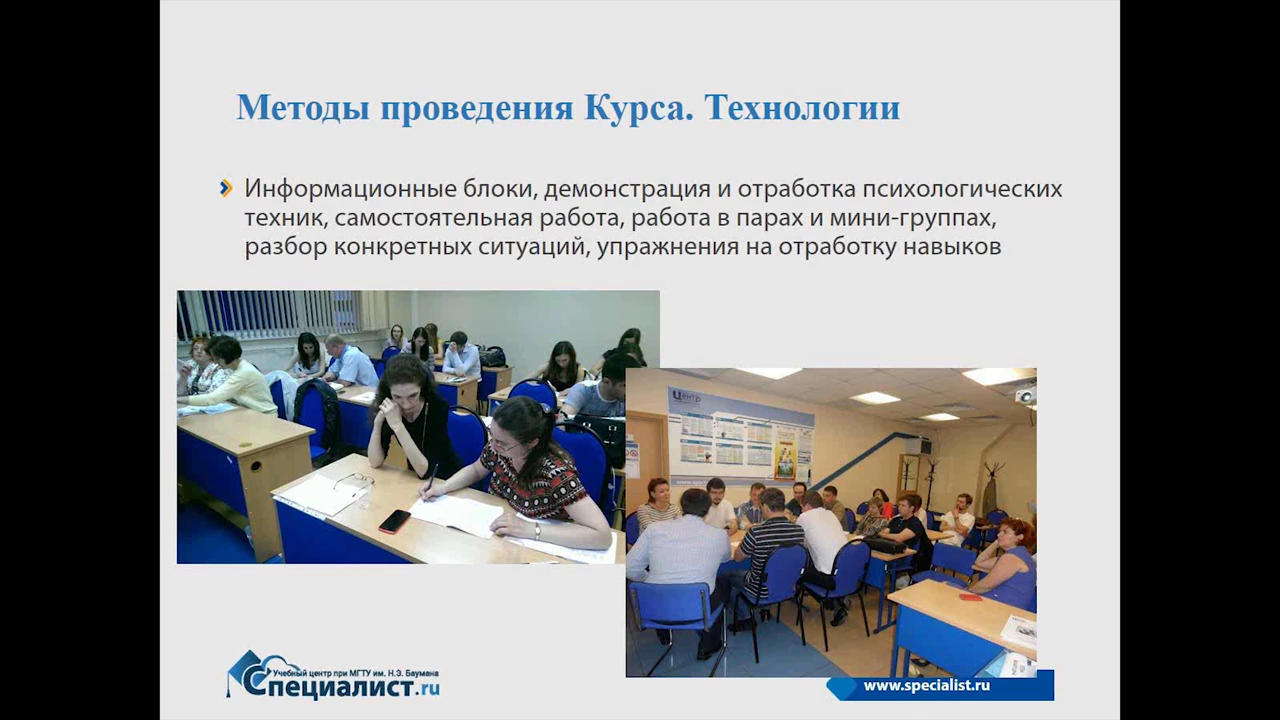 Методы проведения Курса. Технологии
Информационные блоки, демонстрация и отработка психологических
техник, самостоятельная работа, работа в парах и мини-группах,
разбор конкретных ситуаций, упражнения на отработку навыков
Центр
Учебный центр при МГТУ им. Н.Э. Баумана
Специалист.ru
www.specialist.ru